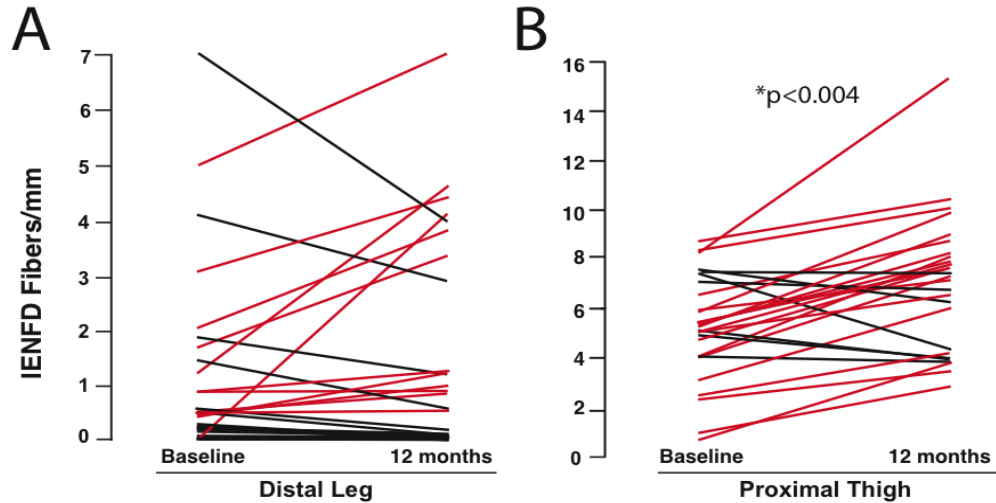 A
B
7
6
5
4
3
2
1
0
IENFD Fibers/mm
Baseline
12 months
Distal Leg
16
14
12
10
8
6
4
2
0
*p<0.004
Baseline
12 months
Proximal Thigh